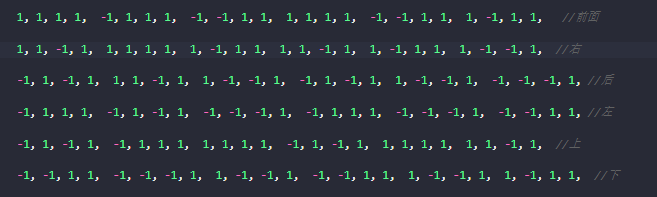 1, 1, 1, 1, -1, 1, 1, 1, -1, -1, 1, 1, 1, 1, 1, 1, -1, -1, 1, 1, 1, -1, 1, 1, //前面
1, 1, -1, 1, 1, 1, 1, 1, 1, -1, 1, 1, 1, 1, -1, 1, 1, -1, 1, 1, 1, -1, -1, 1, //右
-1, 1, -1, 1, 1, 1, -1, 1, 1, -1, -1, 1, -1, 1, -1, 1, 1, -1, -1, 1, -1, -1, -1, 1, //后
-1, 1, 1, 1, -1, 1, -1, 1, -1, -1, -1, 1, -1, 1, 1, 1, -1, -1, -1, 1, -1, -1, 1, 1, //左
-1, 1, -1, 1, -1, 1, 1, 1, 1, 1, 1, 1, -1, 1, -1, 1, 1, 1, 1, 1, 1, 1, -1, 1, //上
-1, -1, 1, 1, -1, -1, -1, 1, 1, -1, -1, 1, -1, -1, 1, 1, 1, -1, -1, 1, 1, -1, 1, 1, //下